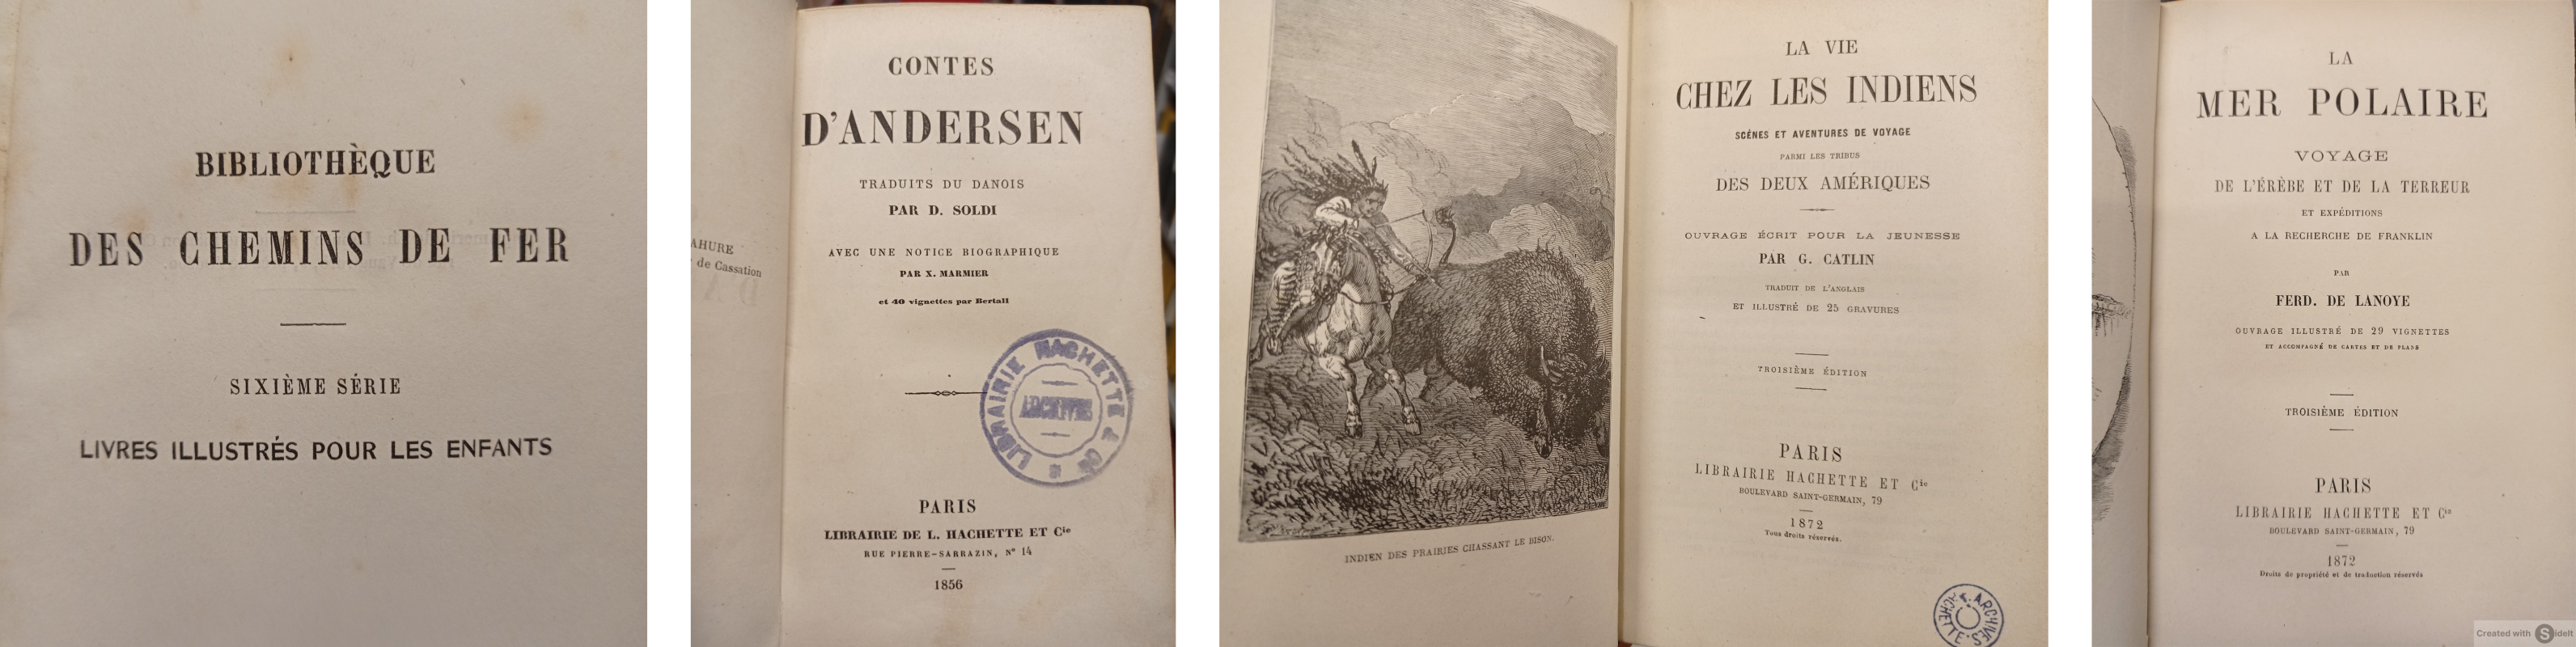 BIBLIOTHÈQUE
DES CHEMINS DE FER
SIXIÈME SÉRIE
LIVRES ILLUSTRÉS POUR LES ENFANTS
AHURE
de Cassation
CONTES
D'ANDERSEN
TRADUITS DU DANOIS
PAR D. SOLDI
AVEC UNE NOTICE BIOGRAPHIQUE
PAR X. MARMIER
et 40 vignettes par Bertall
LIBRAIRIE HACHETTE & Cie
ARCHIVES
PARIS
LIBRAIRIE DE L. HACHETTE ET Cie
RUE PIERRE-SARRAZIN, N° 14
1856
INDIEN DES PRAIRIES CHASSANT LE BISON.
LA VIE
CHEZ LES INDIENS
SCÈNES ET AVENTURES DE VOYAGE
PARMI LES TRIBUS
DES DEUX AMÉRIQUES
OUVRAGE ÉCRIT POUR LA JEUNESSE
PAR G. CATLIN
TRADUIT DE L'ANGLAIS
ET ILLUSTRÉ DE 25 GRAVURES
TROISIÈME ÉDITION
PARIS
LIBRAIRIE HACHETTE ET Cie
BOULEVARD SAINT-GERMAIN, 79
1872
Tous droits réservés.
ARCHIVES
HACHETTE
LA
MER POLAIRE
VOYAGE
DE L'ÉRÈBE ET DE LA TERREUR
ET EXPÉDITIONS
A LA RECHERCHE DE FRANKLIN
PAR
FERD. DE LANOYE
OUVRAGE ILLUSTRÉ DE 29 VIGNETTES
ET ACCOMPAGNÉ DE CARTES ET DE PLANS
TROISIÈME ÉDITION
PARIS
LIBRAIRIE HACHETTE ET Cie
BOULEVARD SAINT-GERMAIN, 79
1872
Droits de propriété et de traduction réservés
Created with